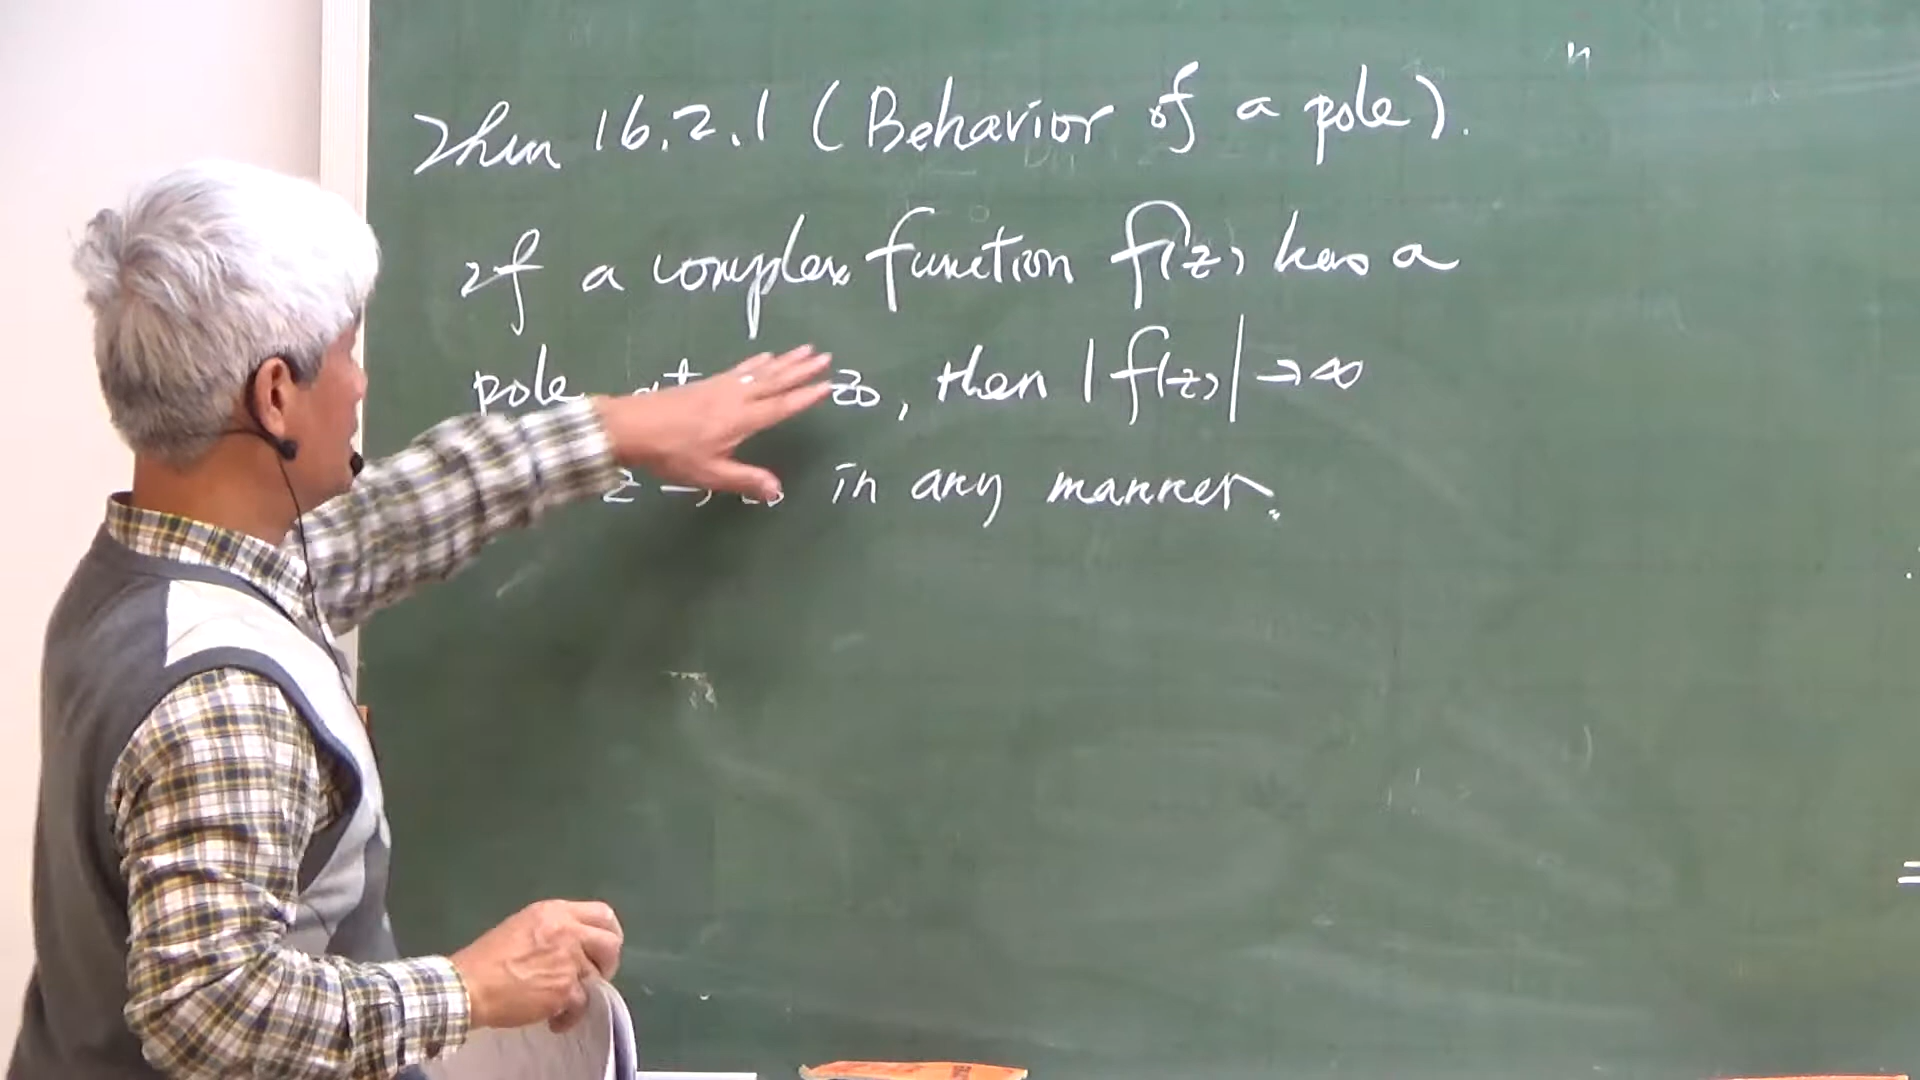 Thm 16.2.1 (Behavior of a pole).
If a complex function f(z) has a
pole at z0, then |f(z)| → ∞
z → z0 in any manner.